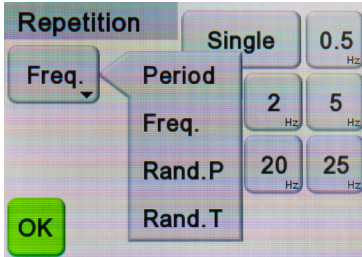 Repetition
Single
0.5
Hz
Freq.
Period
Freq.
Rand.P
Rand.T
2
Hz
5
Hz
20
Hz
25
Hz
OK